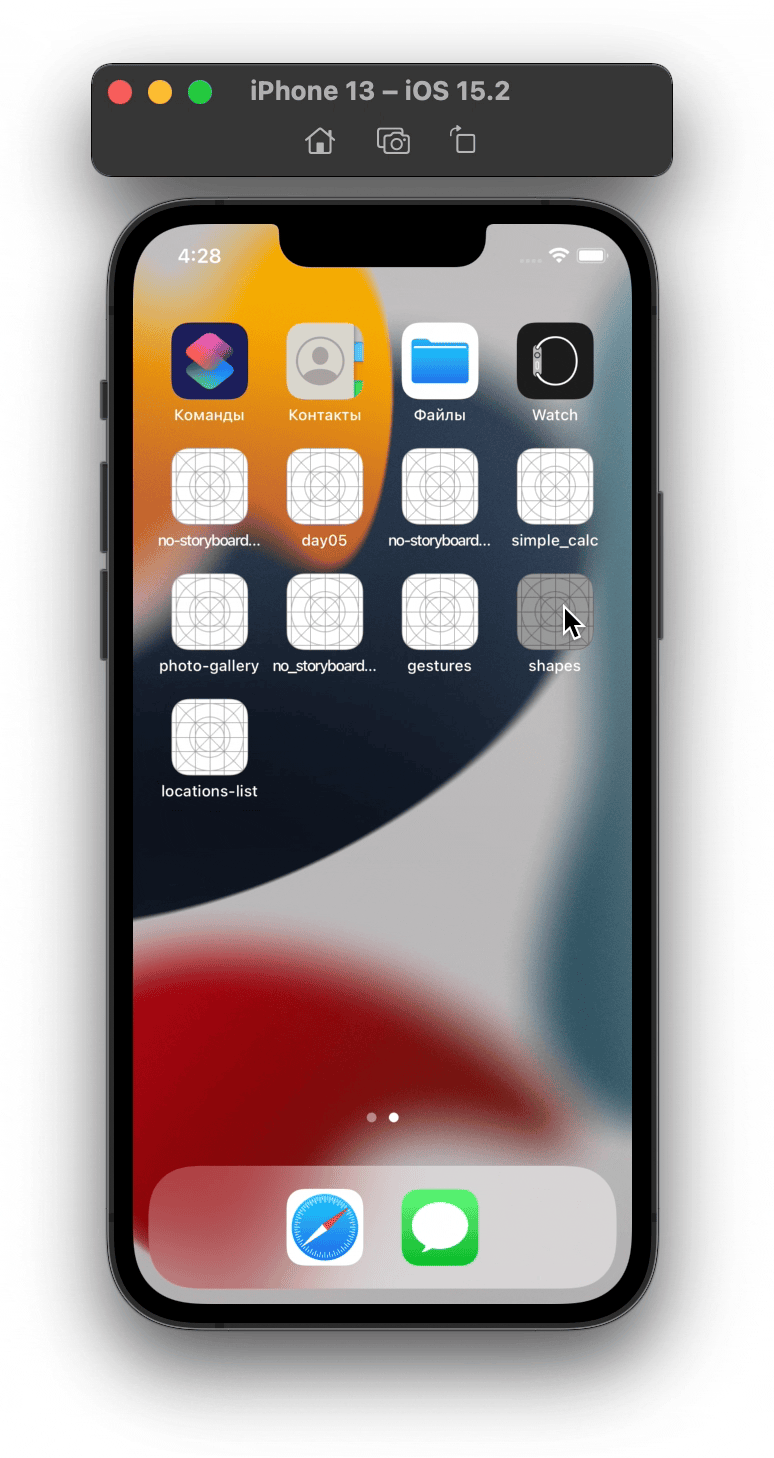 iPhone 13 – iOS 15.2
4:28
Команды Контакты Файлы Watch
no-storyboard... day05 no-storyboard... simple_calc
photo-gallery no_storyboard... gestures shapes
locations-list